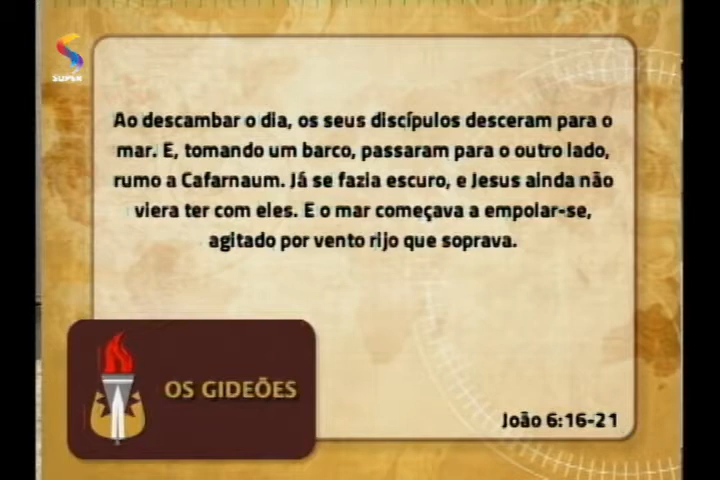 SUPER
Ao descambar o dia, os seus discípulos desceram para o
mar. E, tomando um barco, passaram para o outro lado,
rumo a Cafarnaum. Já se fazia escuro, e Jesus ainda não
viera ter com eles. E o mar começava a empolar-se,
agitado por vento rijo que soprava.
OS GIDEÕES
João 6:16-21